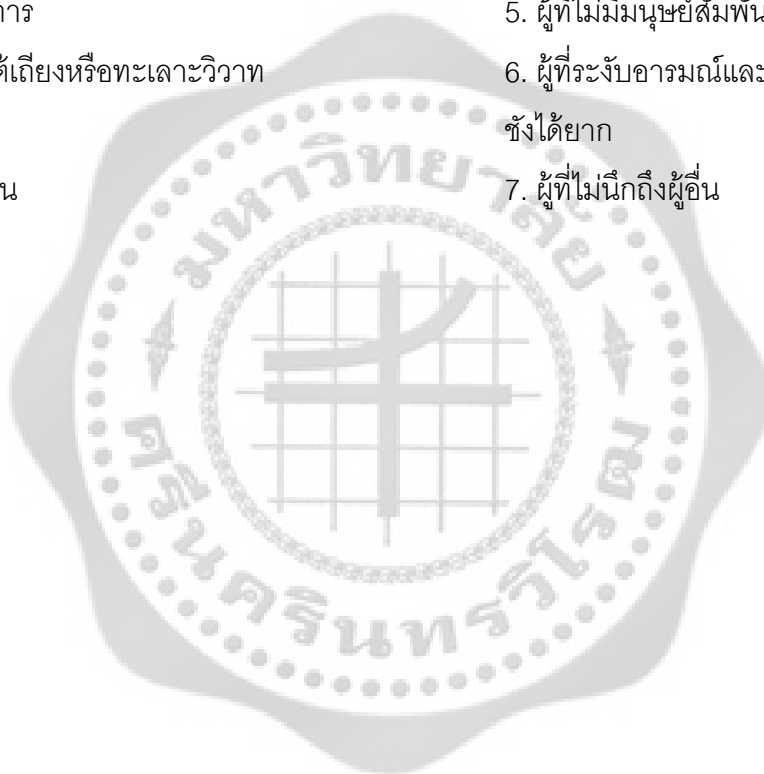 การ
5. ผู้ที่ไม่มีมนุษย์สัมพัน
ต้เถียงหรือทะเลาะวิวาท
6. ผู้ที่ระงับอารมณ์และ
ชังได้ยาก
น
7. ผู้ที่ไม่นึกถึงผู้อื่น
มหาวิทยาลัย
ศรีนครินทรวิโรฒ